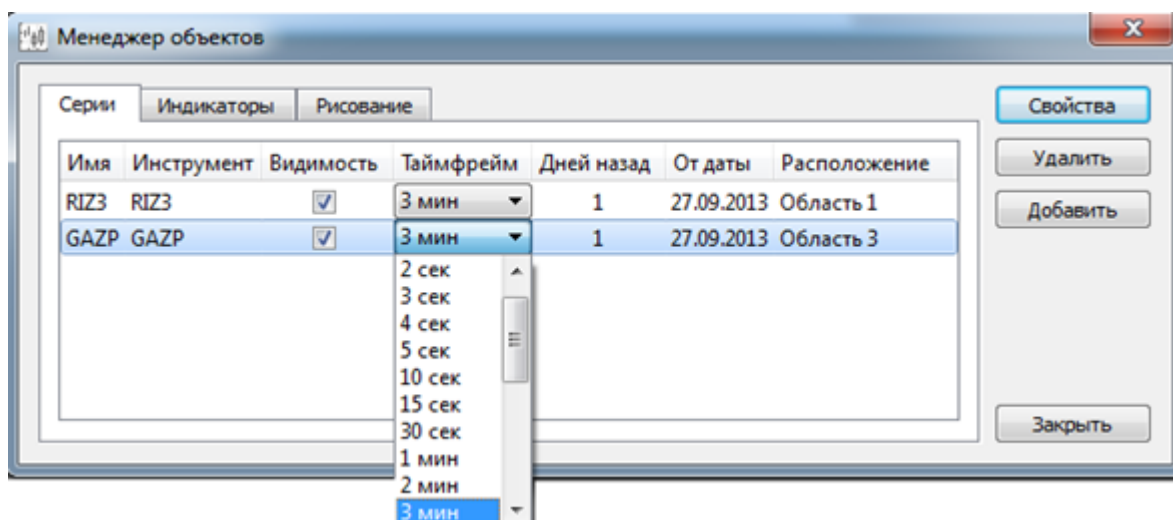 Менеджер объектов
Серии Индикаторы Рисование
Свойства
Удалить
Добавить
Имя Инструмент Видимость Таймфрейм Дней назад От даты Расположение
RIZ3 RIZ3 3 мин 1 27.09.2013 Область 1
GAZP GAZP 3 мин 1 27.09.2013 Область 3
2 сек
3 сек
4 сек
5 сек
10 сек
15 сек
30 сек
1 мин
2 мин
3 мин
Закрыть